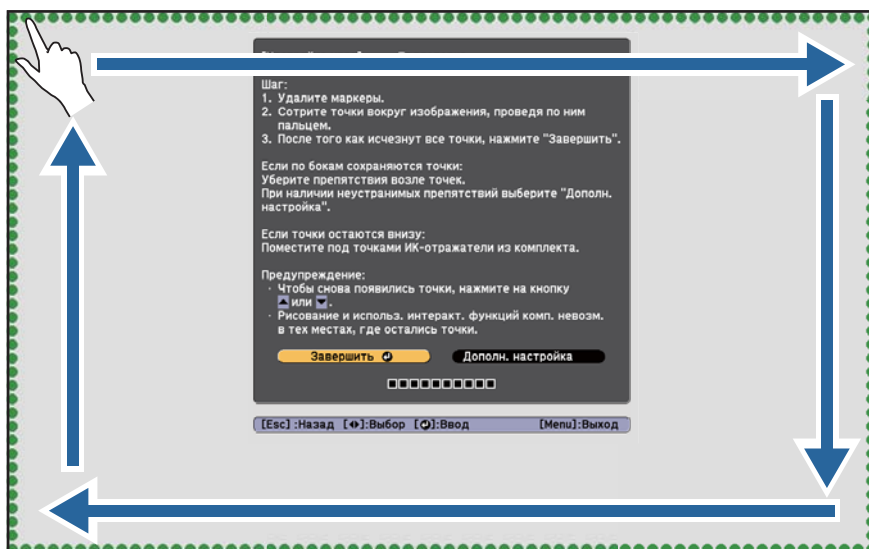 Шаг:
1. Удалите маркеры.
2. Сотрите точки вокруг изображения, проведя по ним
пальцем.
3. После того как исчезнут все точки, нажмите "Завершить".
Если по бокам сохраняются точки:
Уберите препятствия возле точек.
При наличии неустранимых препятствий выберите "Дополн.
настройка".
Если точки остаются внизу:
Поместите под точками ИК-отражатели из комплекта.
Предупреждение:
· Чтобы снова появились точки, нажмите на кнопку
▲ или ▼.
· Рисование и использ. интеракт. функций комп. невозм.
в тех местах, где остались точки.
Завершить Дополн. настройка
[Esc] :Назад [◆]:Выбор [⏎]:Ввод [Menu]:Выход